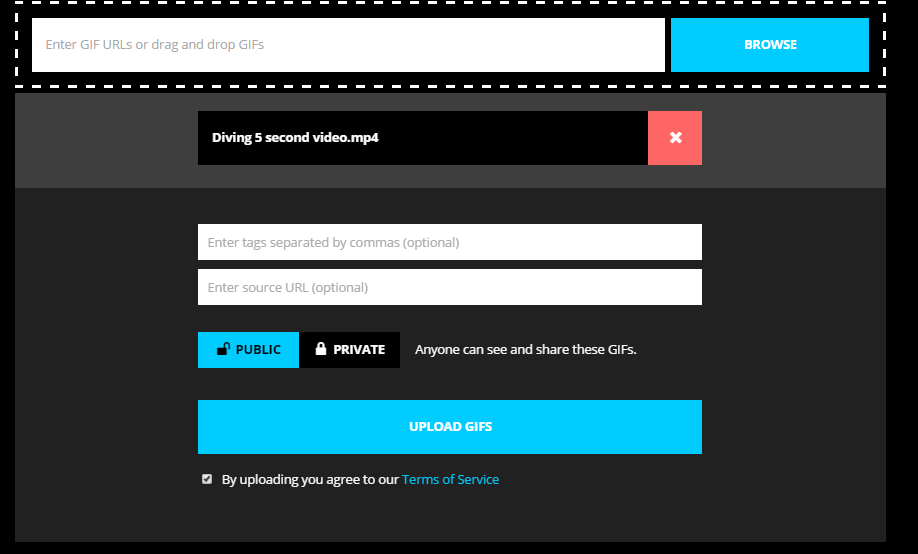 Enter GIF URLs or drag and drop GIFs
BROWSE
Diving 5 second video.mp4
Enter tags separated by commas (optional)
Enter source URL (optional)
PUBLIC PRIVATE Anyone can see and share these GIFs.
UPLOAD GIFS
By uploading you agree to our Terms of Service